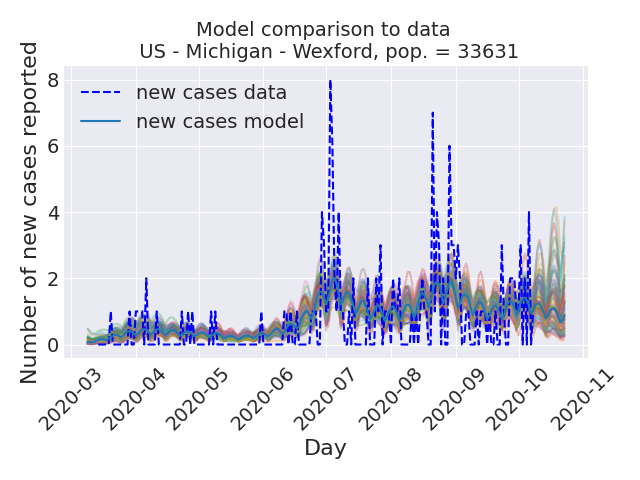 Model comparison to data
US - Michigan - Wexford, pop. = 33631
Number of new cases reported
8
6
4
2
0
new cases data
new cases model
2020-03
2020-04
2020-05
2020-06
2020-07
2020-08
2020-09
2020-10
2020-11
Day